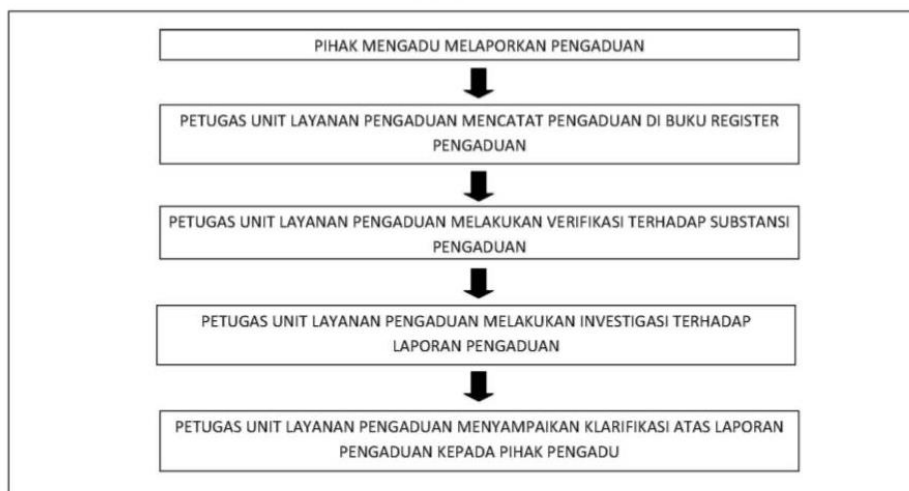 PIHAK MENGADU MELAPORKAN PENGADUAN
PETUGAS UNIT LAYANAN PENGADUAN MENCATAT PENGADUAN DI BUKU REGISTER
PENGADUAN
PETUGAS UNIT LAYANAN PENGADUAN MELAKUKAN VERIFIKASI TERHADAP SUBSTANSI
PENGADUAN
PETUGAS UNIT LAYANAN PENGADUAN MELAKUKAN INVESTIGASI TERHADAP
LAPORAN PENGADUAN
PETUGAS UNIT LAYANAN PENGADUAN MENYAMPAIKAN KLARIFIKASI ATAS LAPORAN
PENGADUAN KEPADA PIHAK PENGADU